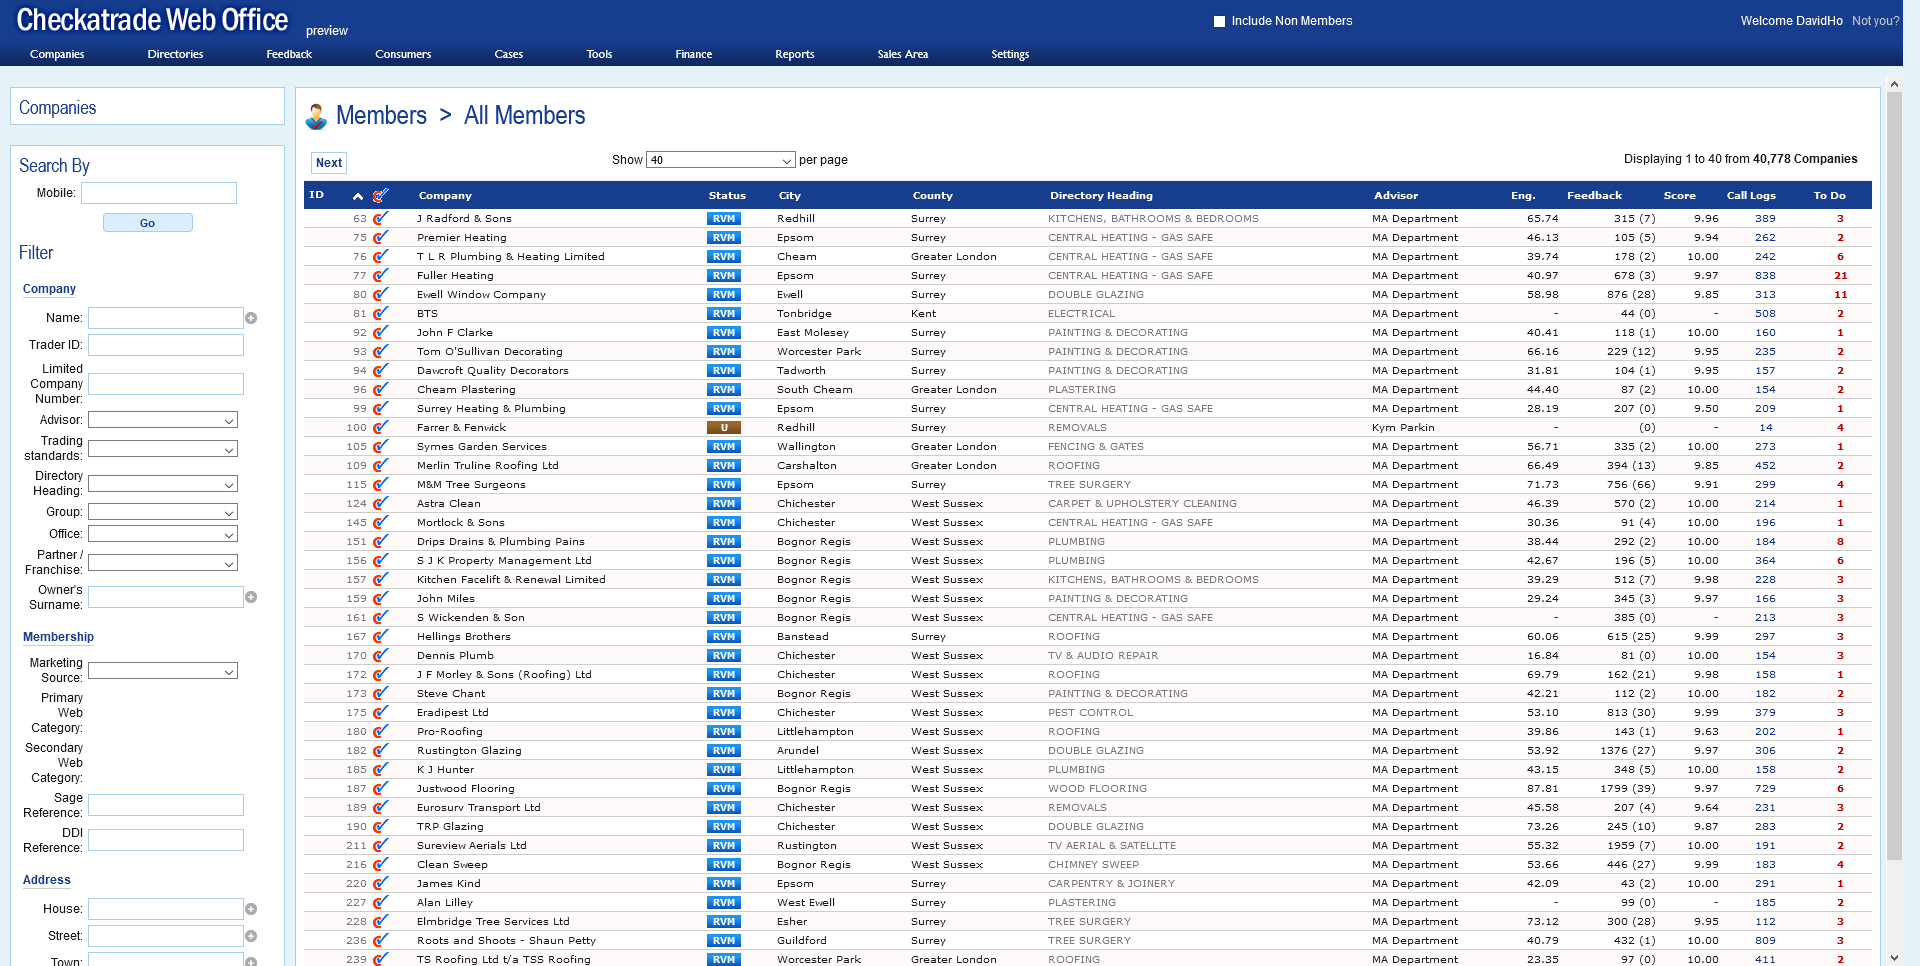 Checkatrade Web Office preview
Include Non Members
Welcome DavidHo Not you?
Companies Directories Feedback Consumers Cases Tools Finance Reports Sales Area Settings
Companies
Search By
Mobile:
Go
Filter
Company
Name:
Trader ID:
Limited
Company
Number:
Advisor:
Trading
standards:
Directory
Heading:
Group:
Office:
Partner /
Franchise:
Owner's
Surname:
Membership
Marketing
Source:
Primary
Web
Category:
Secondary
Web
Category:
Sage
Reference:
DDI
Reference:
Address
House:
Street:
Town:
Members > All Members
Next
Show 40 per page
Displaying 1 to 40 from 40,778 Companies
ID Company Status City County Directory Heading Advisor Eng. Feedback Score Call Logs To Do
63 J Radford & Sons RVM Redhill Surrey KITCHENS, BATHROOMS & BEDROOMS MA Department 65.74 315 (7) 9.96 389 3
75 Premier Heating RVM Epsom Surrey CENTRAL HEATING - GAS SAFE MA Department 46.13 105 (5) 9.94 262 2
76 T L R Plumbing & Heating Limited RVM Cheam Greater London CENTRAL HEATING - GAS SAFE MA Department 39.74 178 (2) 10.00 242 6
77 Fuller Heating RVM Epsom Surrey CENTRAL HEATING - GAS SAFE MA Department 40.97 678 (3) 9.97 838 21
80 Ewell Window Company RVM Ewell Surrey DOUBLE GLAZING MA Department 58.98 876 (28) 9.85 313 11
81 BTS RVM Tonbridge Kent ELECTRICAL MA Department - 44 (0) - 508 2
92 John F Clarke RVM East Molesey Surrey PAINTING & DECORATING MA Department 40.41 118 (1) 10.00 160 1
93 Tom O'Sullivan Decorating RVM Worcester Park Surrey PAINTING & DECORATING MA Department 66.16 229 (12) 9.95 235 2
94 Dawcroft Quality Decorators RVM Tadworth Surrey PAINTING & DECORATING MA Department 31.81 104 (1) 9.95 157 2
96 Cheam Plastering RVM South Cheam Greater London PLASTERING MA Department 44.40 87 (2) 10.00 154 2
99 Surrey Heating & Plumbing RVM Epsom Surrey CENTRAL HEATING - GAS SAFE MA Department 28.19 207 (0) 9.50 209 1
100 Farrer & Fenwick U Redhill Surrey REMOVALS Kym Parkin - (0) - 14 4
105 Symes Garden Services RVM Wallington Greater London FENCING & GATES MA Department 56.71 335 (2) 10.00 273 1
109 Merlin Truline Roofing Ltd RVM Carshalton Greater London ROOFING MA Department 66.49 394 (13) 9.85 452 2
115 M&M Tree Surgeons RVM Epsom Surrey TREE SURGERY MA Department 71.73 756 (66) 9.91 299 4
124 Astra Clean RVM Chichester West Sussex CARPET & UPHOLSTERY CLEANING MA Department 46.39 570 (2) 10.00 214 1
145 Mortlock & Sons RVM Chichester West Sussex CENTRAL HEATING - GAS SAFE MA Department 30.36 91 (4) 10.00 196 1
151 Drips Drains & Plumbing Pains RVM Bognor Regis West Sussex PLUMBING MA Department 38.44 292 (2) 10.00 184 8
156 S J K Property Management Ltd RVM Bognor Regis West Sussex PLUMBING MA Department 42.67 196 (5) 10.00 364 6
157 Kitchen Facelift & Renewal Limited RVM Bognor Regis West Sussex KITCHENS, BATHROOMS & BEDROOMS MA Department 39.29 512 (7) 9.98 228 3
159 John Miles RVM Bognor Regis West Sussex PAINTING & DECORATING MA Department 29.24 345 (3) 9.97 166 3
161 S Wickenden & Son RVM Bognor Regis West Sussex CENTRAL HEATING - GAS SAFE MA Department - 385 (0) - 213 3
167 Hellings Brothers RVM Banstead Surrey ROOFING MA Department 60.06 615 (25) 9.99 297 3
170 Dennis Plumb RVM Chichester West Sussex TV & AUDIO REPAIR MA Department 16.84 81 (0) 10.00 154 3
172 J F Morley & Sons (Roofing) Ltd RVM Chichester West Sussex ROOFING MA Department 69.79 162 (21) 9.98 158 1
173 Steve Chant RVM Bognor Regis West Sussex PAINTING & DECORATING MA Department 42.21 112 (2) 10.00 182 2
175 Eradipest Ltd RVM Chichester West Sussex PEST CONTROL MA Department 53.10 813 (30) 9.99 379 3
180 Pro-Roofing RVM Littlehampton West Sussex ROOFING MA Department 39.86 143 (1) 9.63 202 1
182 Rustington Glazing RVM Arundel West Sussex DOUBLE GLAZING MA Department 53.92 1376 (27) 9.97 306 2
185 K J Hunter RVM Littlehampton West Sussex PLUMBING MA Department 43.15 348 (5) 10.00 158 2
187 Justwood Flooring RVM Bognor Regis West Sussex WOOD FLOORING MA Department 87.81 1799 (39) 9.97 729 6
189 Eurosurv Transport Ltd RVM Chichester West Sussex REMOVALS MA Department 45.58 207 (4) 9.64 231 3
190 TRP Glazing RVM Chichester West Sussex DOUBLE GLAZING MA Department 73.26 245 (10) 9.87 283 2
211 Sureview Aerials Ltd RVM Rustington West Sussex TV AERIAL & SATELLITE MA Department 55.32 1959 (7) 10.00 191 2
216 Clean Sweep RVM Bognor Regis West Sussex CHIMNEY SWEEP MA Department 53.66 446 (27) 9.99 183 4
220 James Kind RVM Epsom Surrey CARPENTRY & JOINERY MA Department 42.09 43 (2) 10.00 291 1
227 Alan Lilley RVM West Ewell Surrey PLASTERING MA Department - 99 (0) - 185 2
228 Elmbridge Tree Services Ltd RVM Esher Surrey TREE SURGERY MA Department 73.12 300 (28) 9.95 112 3
236 Roots and Shoots - Shaun Petty RVM Guildford Surrey TREE SURGERY MA Department 40.79 432 (1) 10.00 809 3
239 TS Roofing Ltd t/a TSS Roofing RVM Worcester Park Greater London ROOFING MA Department 23.35 97 (0) 10.00 411 2